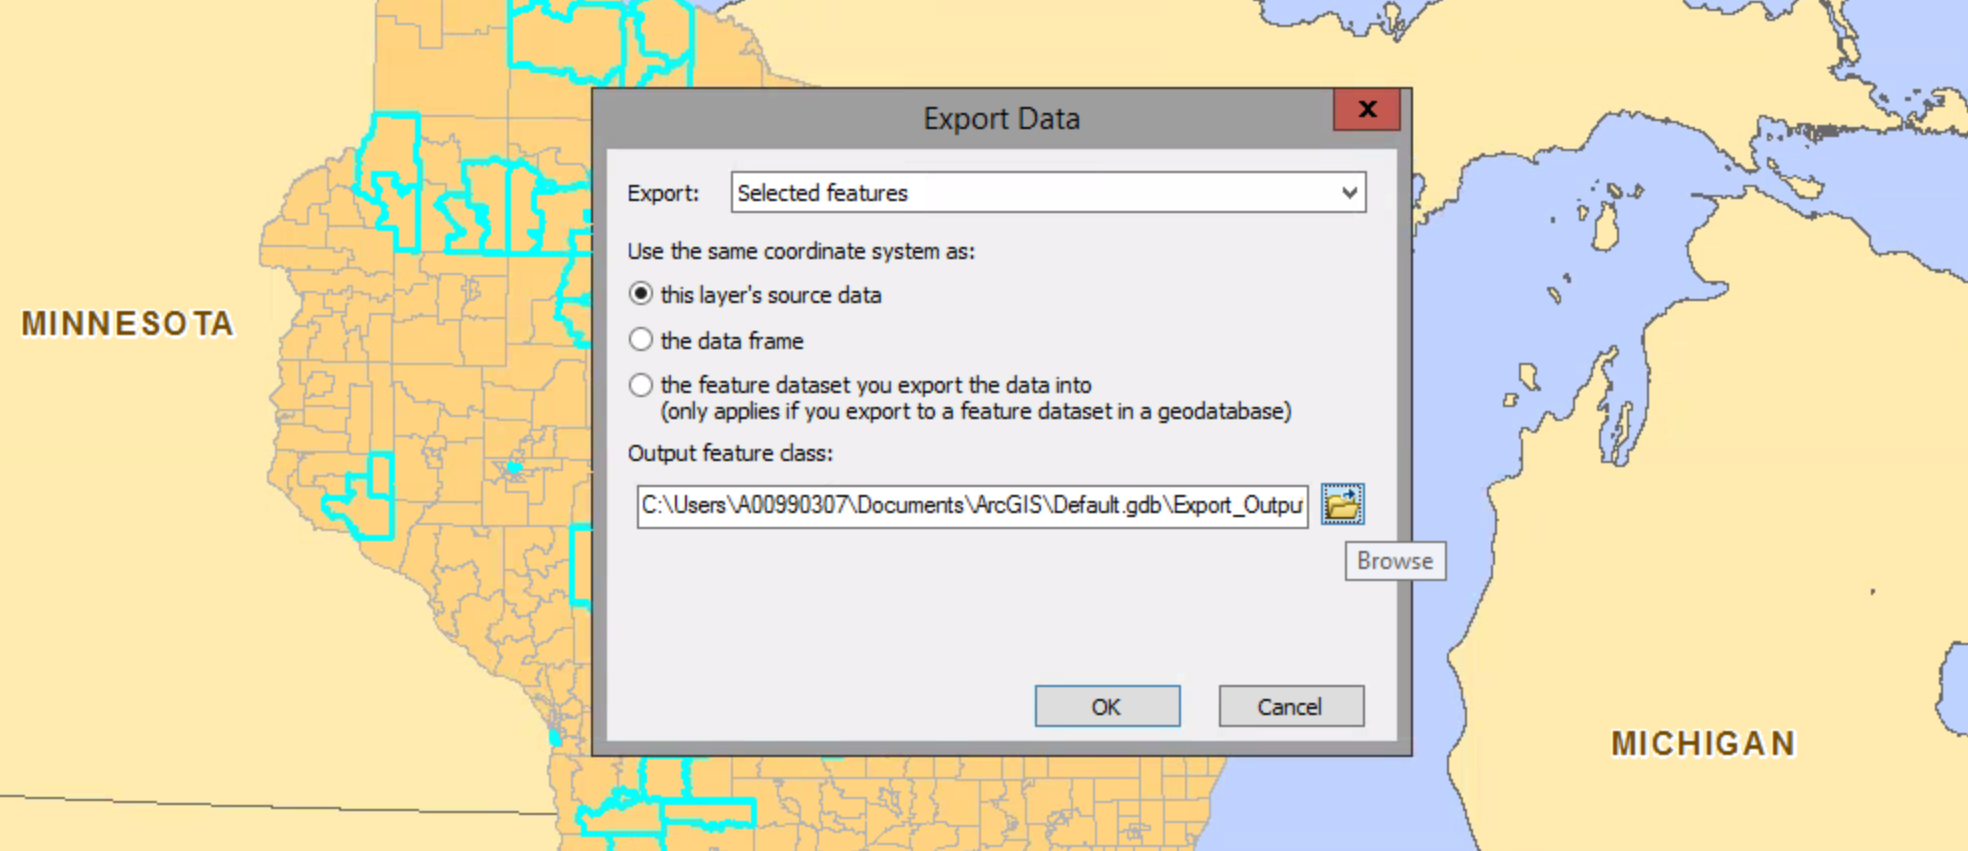 Export Data
x
Export: Selected features
Use the same coordinate system as:
this layer's source data
the data frame
the feature dataset you export the data into
(only applies if you export to a feature dataset in a geodatabase)
Output feature class:
C:\Users\A00990307\Documents\ArcGIS\Default.gdb\Export_Outpu
Browse
OK Cancel
MINNESOTA
MICHIGAN